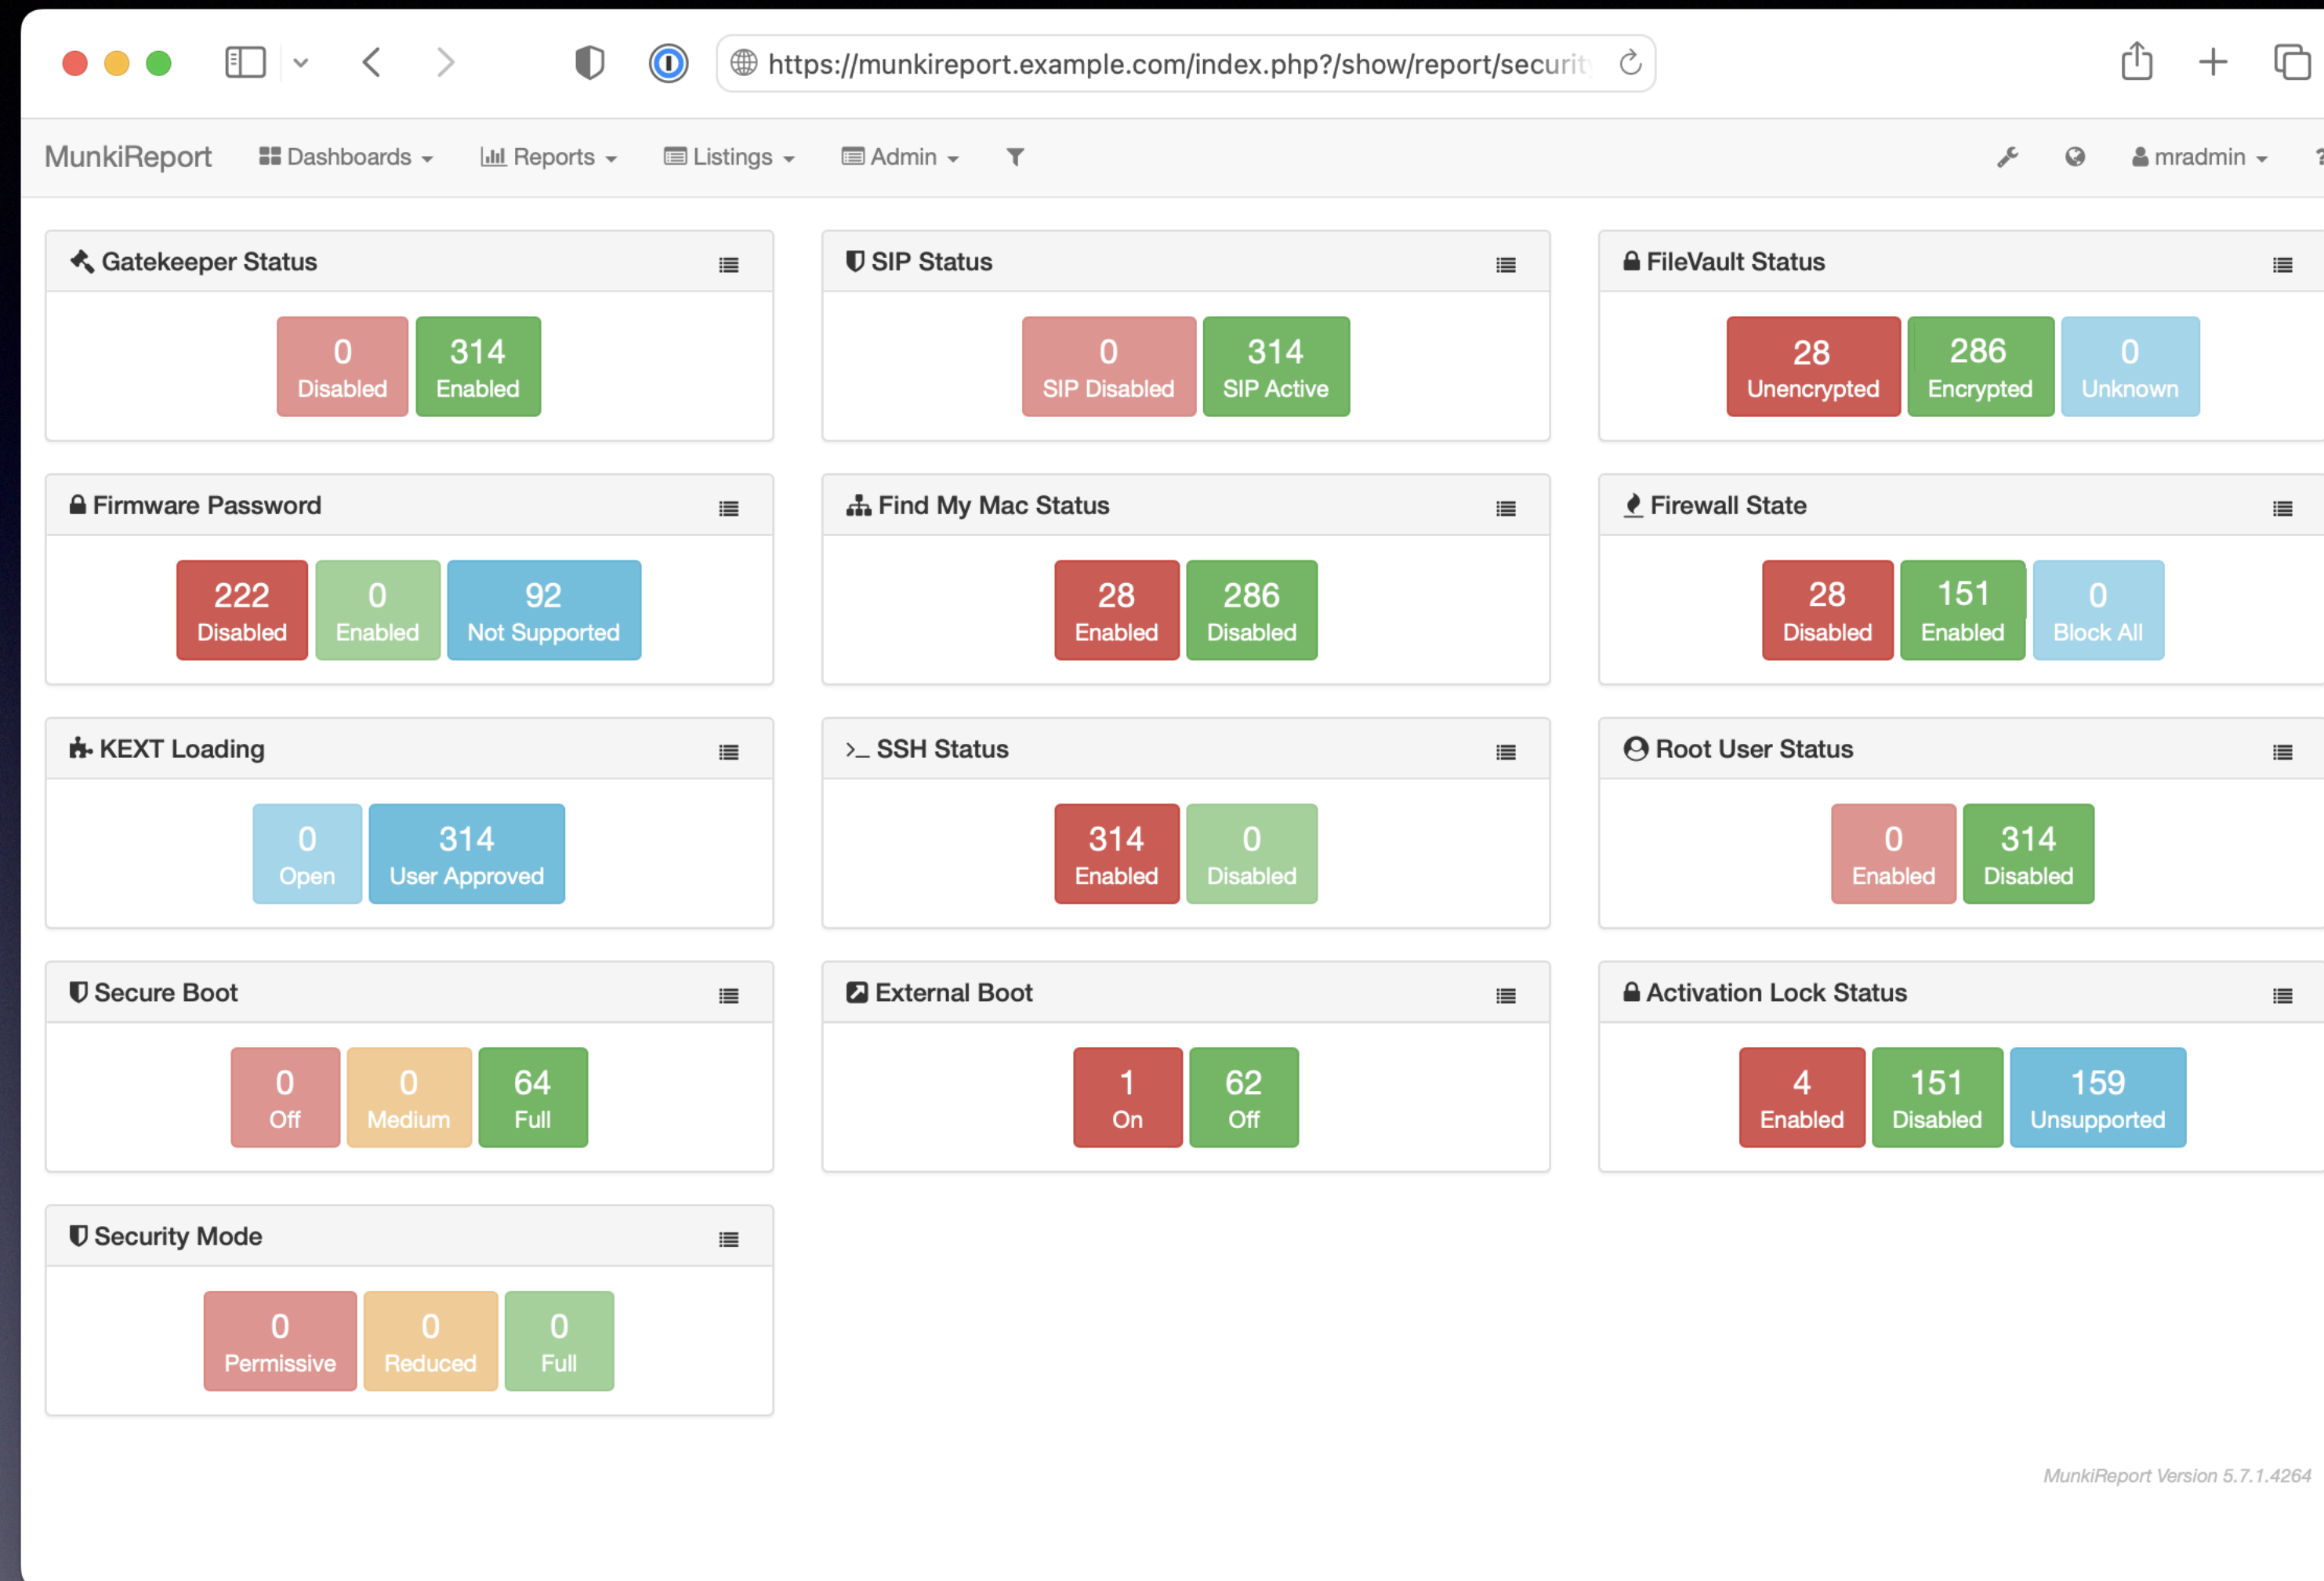 https://munkireport.example.com/index.php?/show/report/securit
MunkiReport Dashboards Reports Listings Admin mradmin ?
Gatekeeper Status
0 Disabled
314 Enabled
SIP Status
0 SIP Disabled
314 SIP Active
FileVault Status
28 Unencrypted
286 Encrypted
0 Unknown
Firmware Password
222 Disabled
0 Enabled
92 Not Supported
Find My Mac Status
28 Enabled
286 Disabled
Firewall State
28 Disabled
151 Enabled
0 Block All
KEXT Loading
0 Open
314 User Approved
SSH Status
314 Enabled
0 Disabled
Root User Status
0 Enabled
314 Disabled
Secure Boot
0 Off
0 Medium
64 Full
External Boot
1 On
62 Off
Activation Lock Status
4 Enabled
151 Disabled
159 Unsupported
Security Mode
0 Permissive
0 Reduced
0 Full
MunkiReport Version 5.7.1.4264